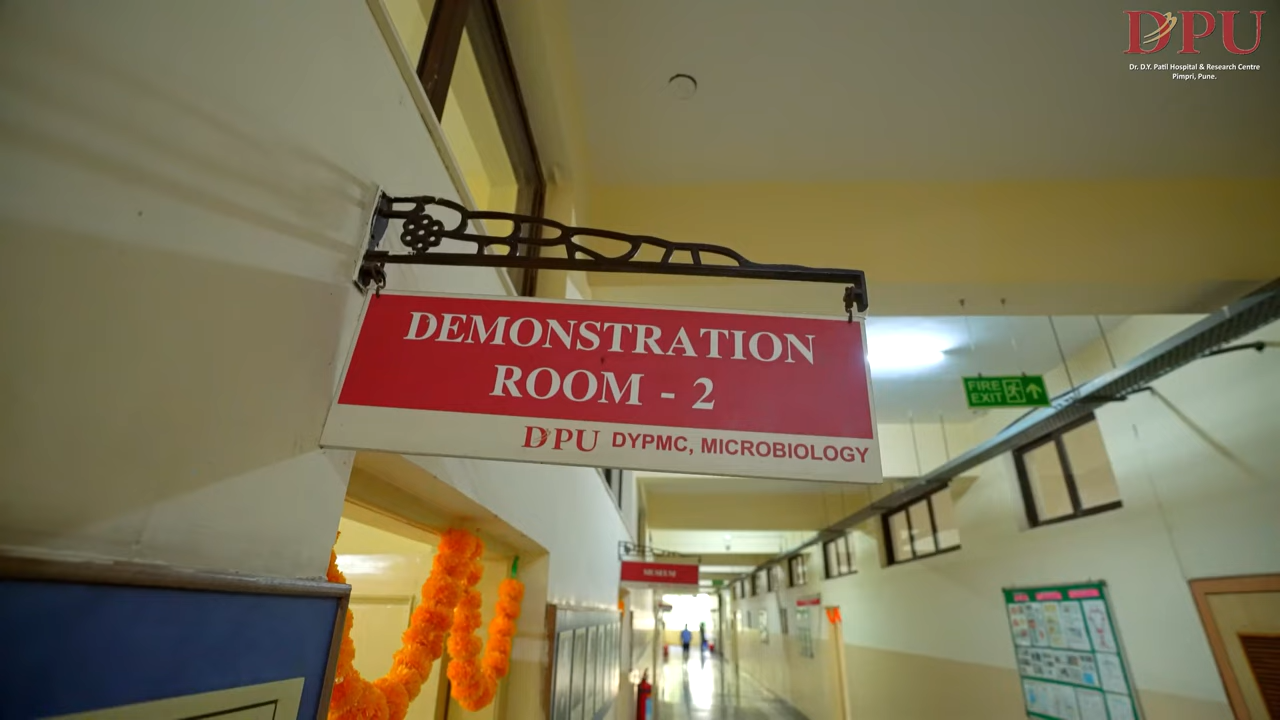 DPU
Dr. D.Y. Patil Hospital & Research Centre
Pimpri, Pune.
DEMONSTRATION
ROOM - 2
DPU DYPMC, MICROBIOLOGY
FIRE
EXIT
MUSEUM